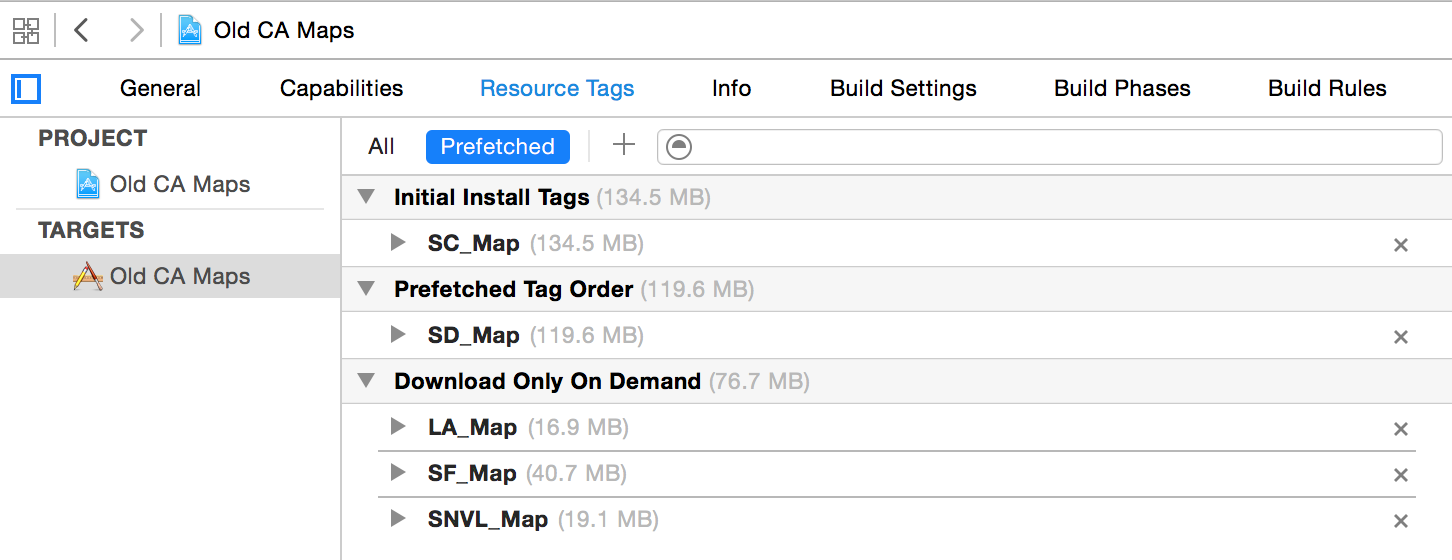 Old CA Maps
General Capabilities Resource Tags Info Build Settings Build Phases Build Rules
PROJECT
Old CA Maps
TARGETS
Old CA Maps
All Prefetched
Initial Install Tags (134.5 MB)
SC_Map (134.5 MB)
Prefetched Tag Order (119.6 MB)
SD_Map (119.6 MB)
Download Only On Demand (76.7 MB)
LA_Map (16.9 MB)
SF_Map (40.7 MB)
SNVL_Map (19.1 MB)